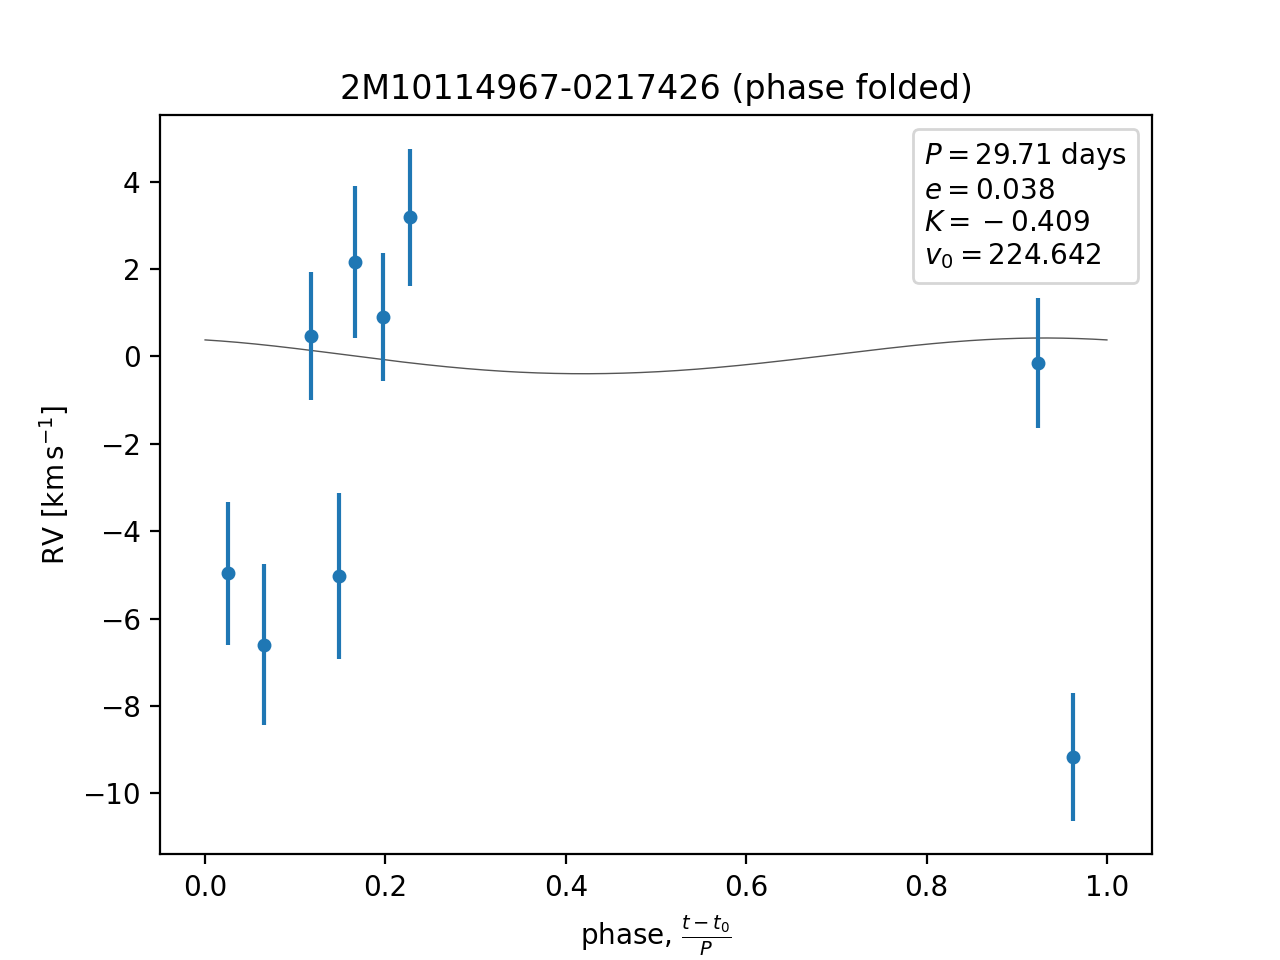 2M10114967-0217426 (phase folded)
P = 29.71 days
e = 0.038
K = −0.409
v₀ = 224.642
4
2
0
−2
−4
−6
−8
−10
RV [km s⁻¹]
0.0 0.2 0.4 0.6 0.8 1.0
phase, (t − t₀)/P